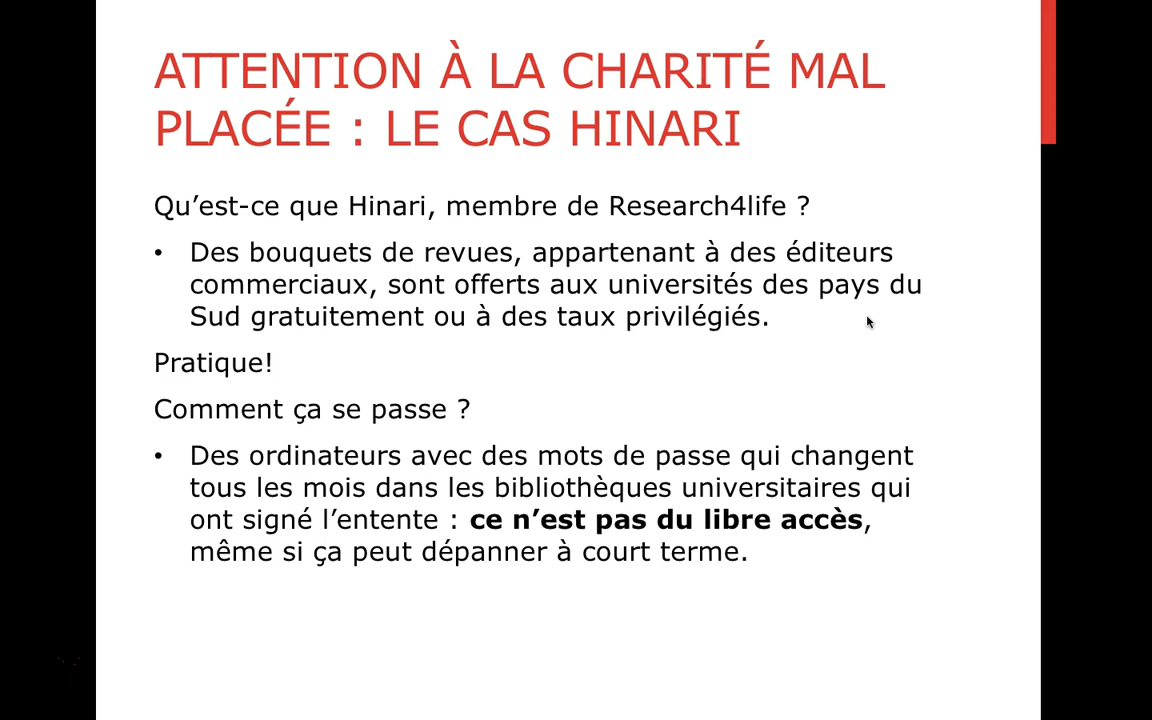 ATTENTION À LA CHARITÉ MAL
PLACÉE : LE CAS HINARI
Qu’est-ce que Hinari, membre de Research4life ?
• Des bouquets de revues, appartenant à des éditeurs
commerciaux, sont offerts aux universités des pays du
Sud gratuitement ou à des taux privilégiés.
Pratique!
Comment ça se passe ?
• Des ordinateurs avec des mots de passe qui changent
tous les mois dans les bibliothèques universitaires qui
ont signé l’entente : ce n’est pas du libre accès,
même si ça peut dépanner à court terme.